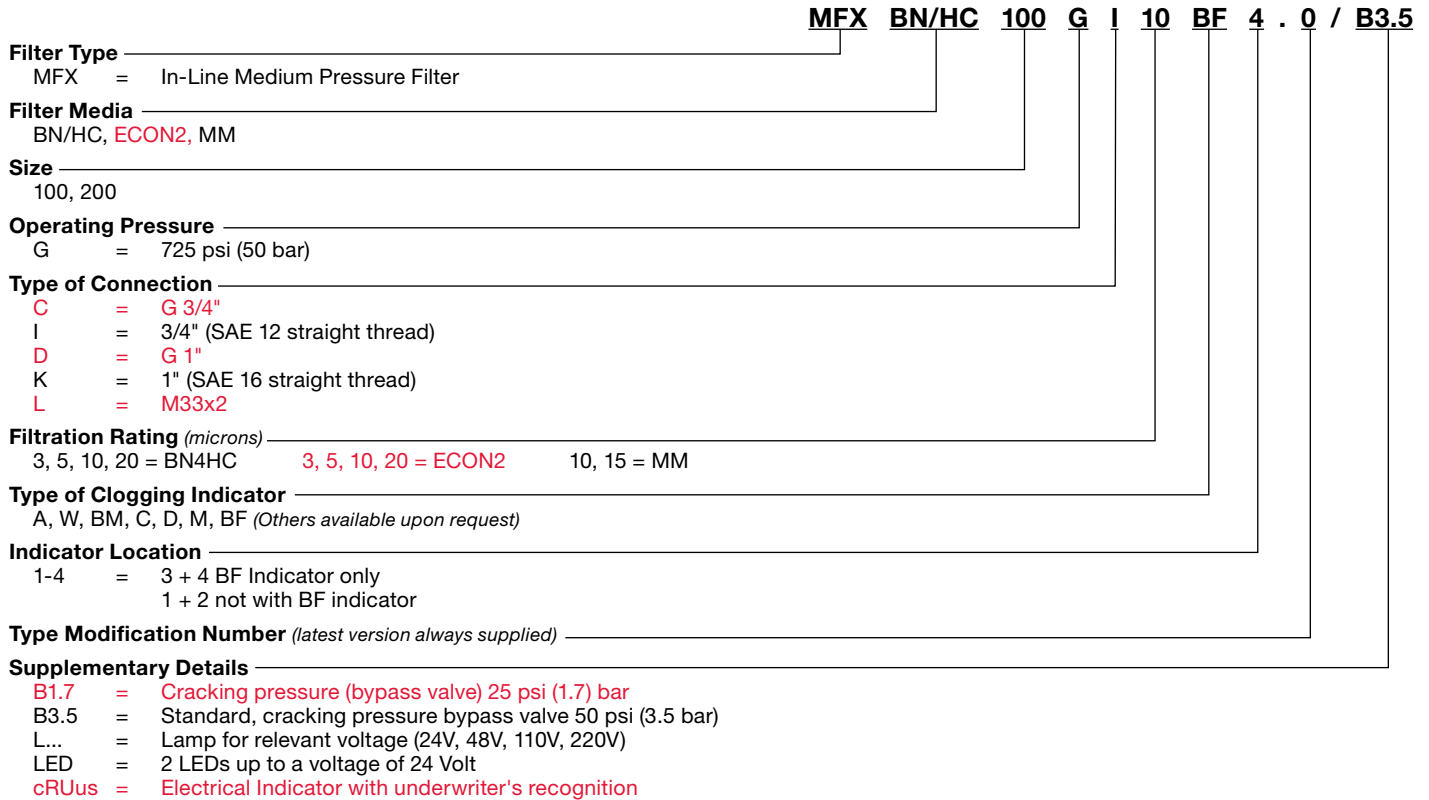 MFX BN/HC 100 G I 10 BF 4 . 0 / B3.5
Filter Type
MFX = In-Line Medium Pressure Filter
Filter Media
BN/HC, ECON2, MM
Size
100, 200
Operating Pressure
G = 725 psi (50 bar)
Type of Connection
C = G 3/4"
I = 3/4" (SAE 12 straight thread)
D = G 1"
K = 1" (SAE 16 straight thread)
L = M33x2
Filtration Rating (microns)
3, 5, 10, 20 = BN4HC 3, 5, 10, 20 = ECON2 10, 15 = MM
Type of Clogging Indicator
A, W, BM, C, D, M, BF (Others available upon request)
Indicator Location
1-4 = 3 + 4 BF Indicator only
1 + 2 not with BF indicator
Type Modification Number (latest version always supplied)
Supplementary Details
B1.7 = Cracking pressure (bypass valve) 25 psi (1.7) bar
B3.5 = Standard, cracking pressure bypass valve 50 psi (3.5 bar)
L... = Lamp for relevant voltage (24V, 48V, 110V, 220V)
LED = 2 LEDs up to a voltage of 24 Volt
cRUus = Electrical Indicator with underwriter's recognition